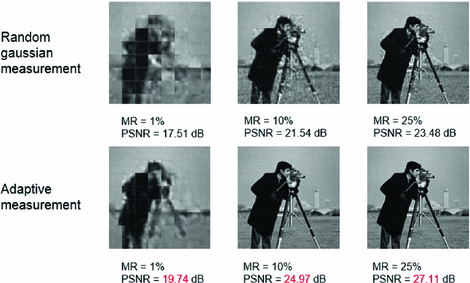 Random
gaussian
measurement
MR = 1%
PSNR = 17.51 dB
MR = 10%
PSNR = 21.54 dB
MR = 25%
PSNR = 23.48 dB
Adaptive
measurement
MR = 1%
PSNR = 19.74 dB
MR = 10%
PSNR = 24.97 dB
MR = 25%
PSNR = 27.11 dB